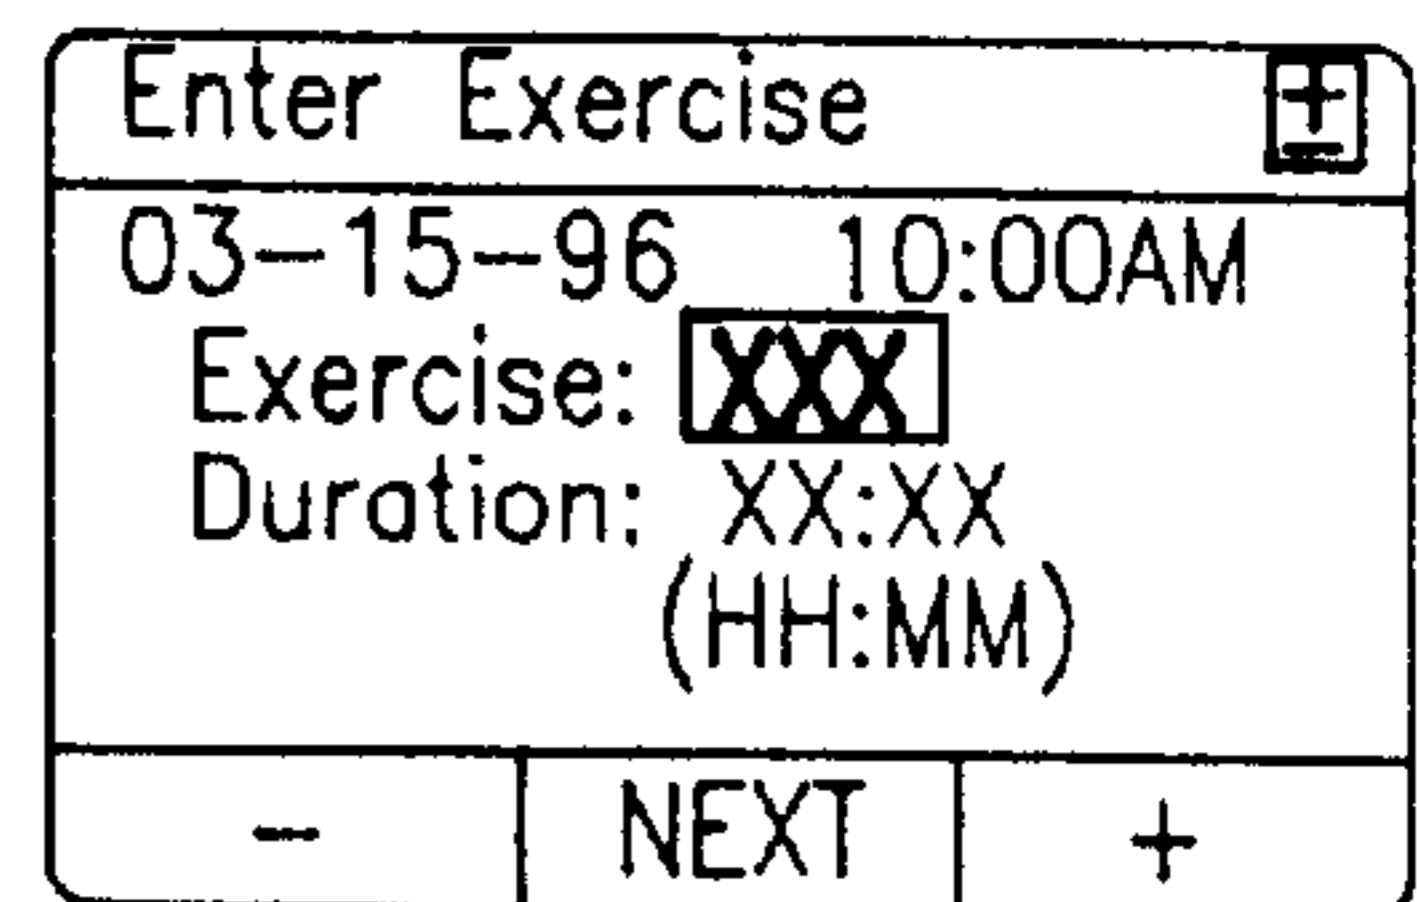 Enter Exercise ±
03-15-96 10:00AM
Exercise: XXX
Duration: XX:XX
(HH:MM)
- NEXT +